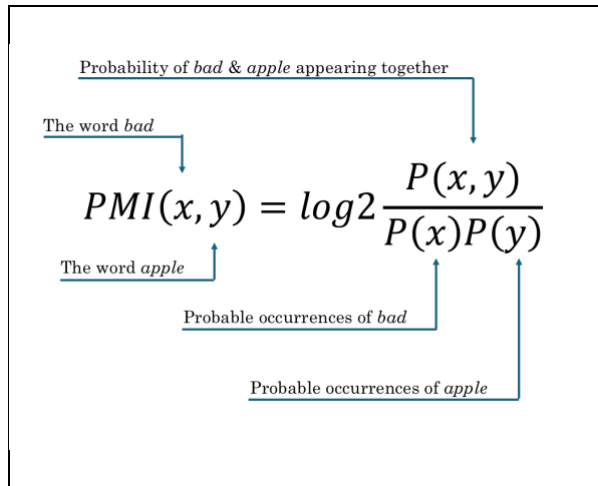 Probability of bad & apple appearing together
The word bad
PMI(x, y) = log2 P(x, y) / P(x)P(y)
The word apple
Probable occurrences of bad
Probable occurrences of apple